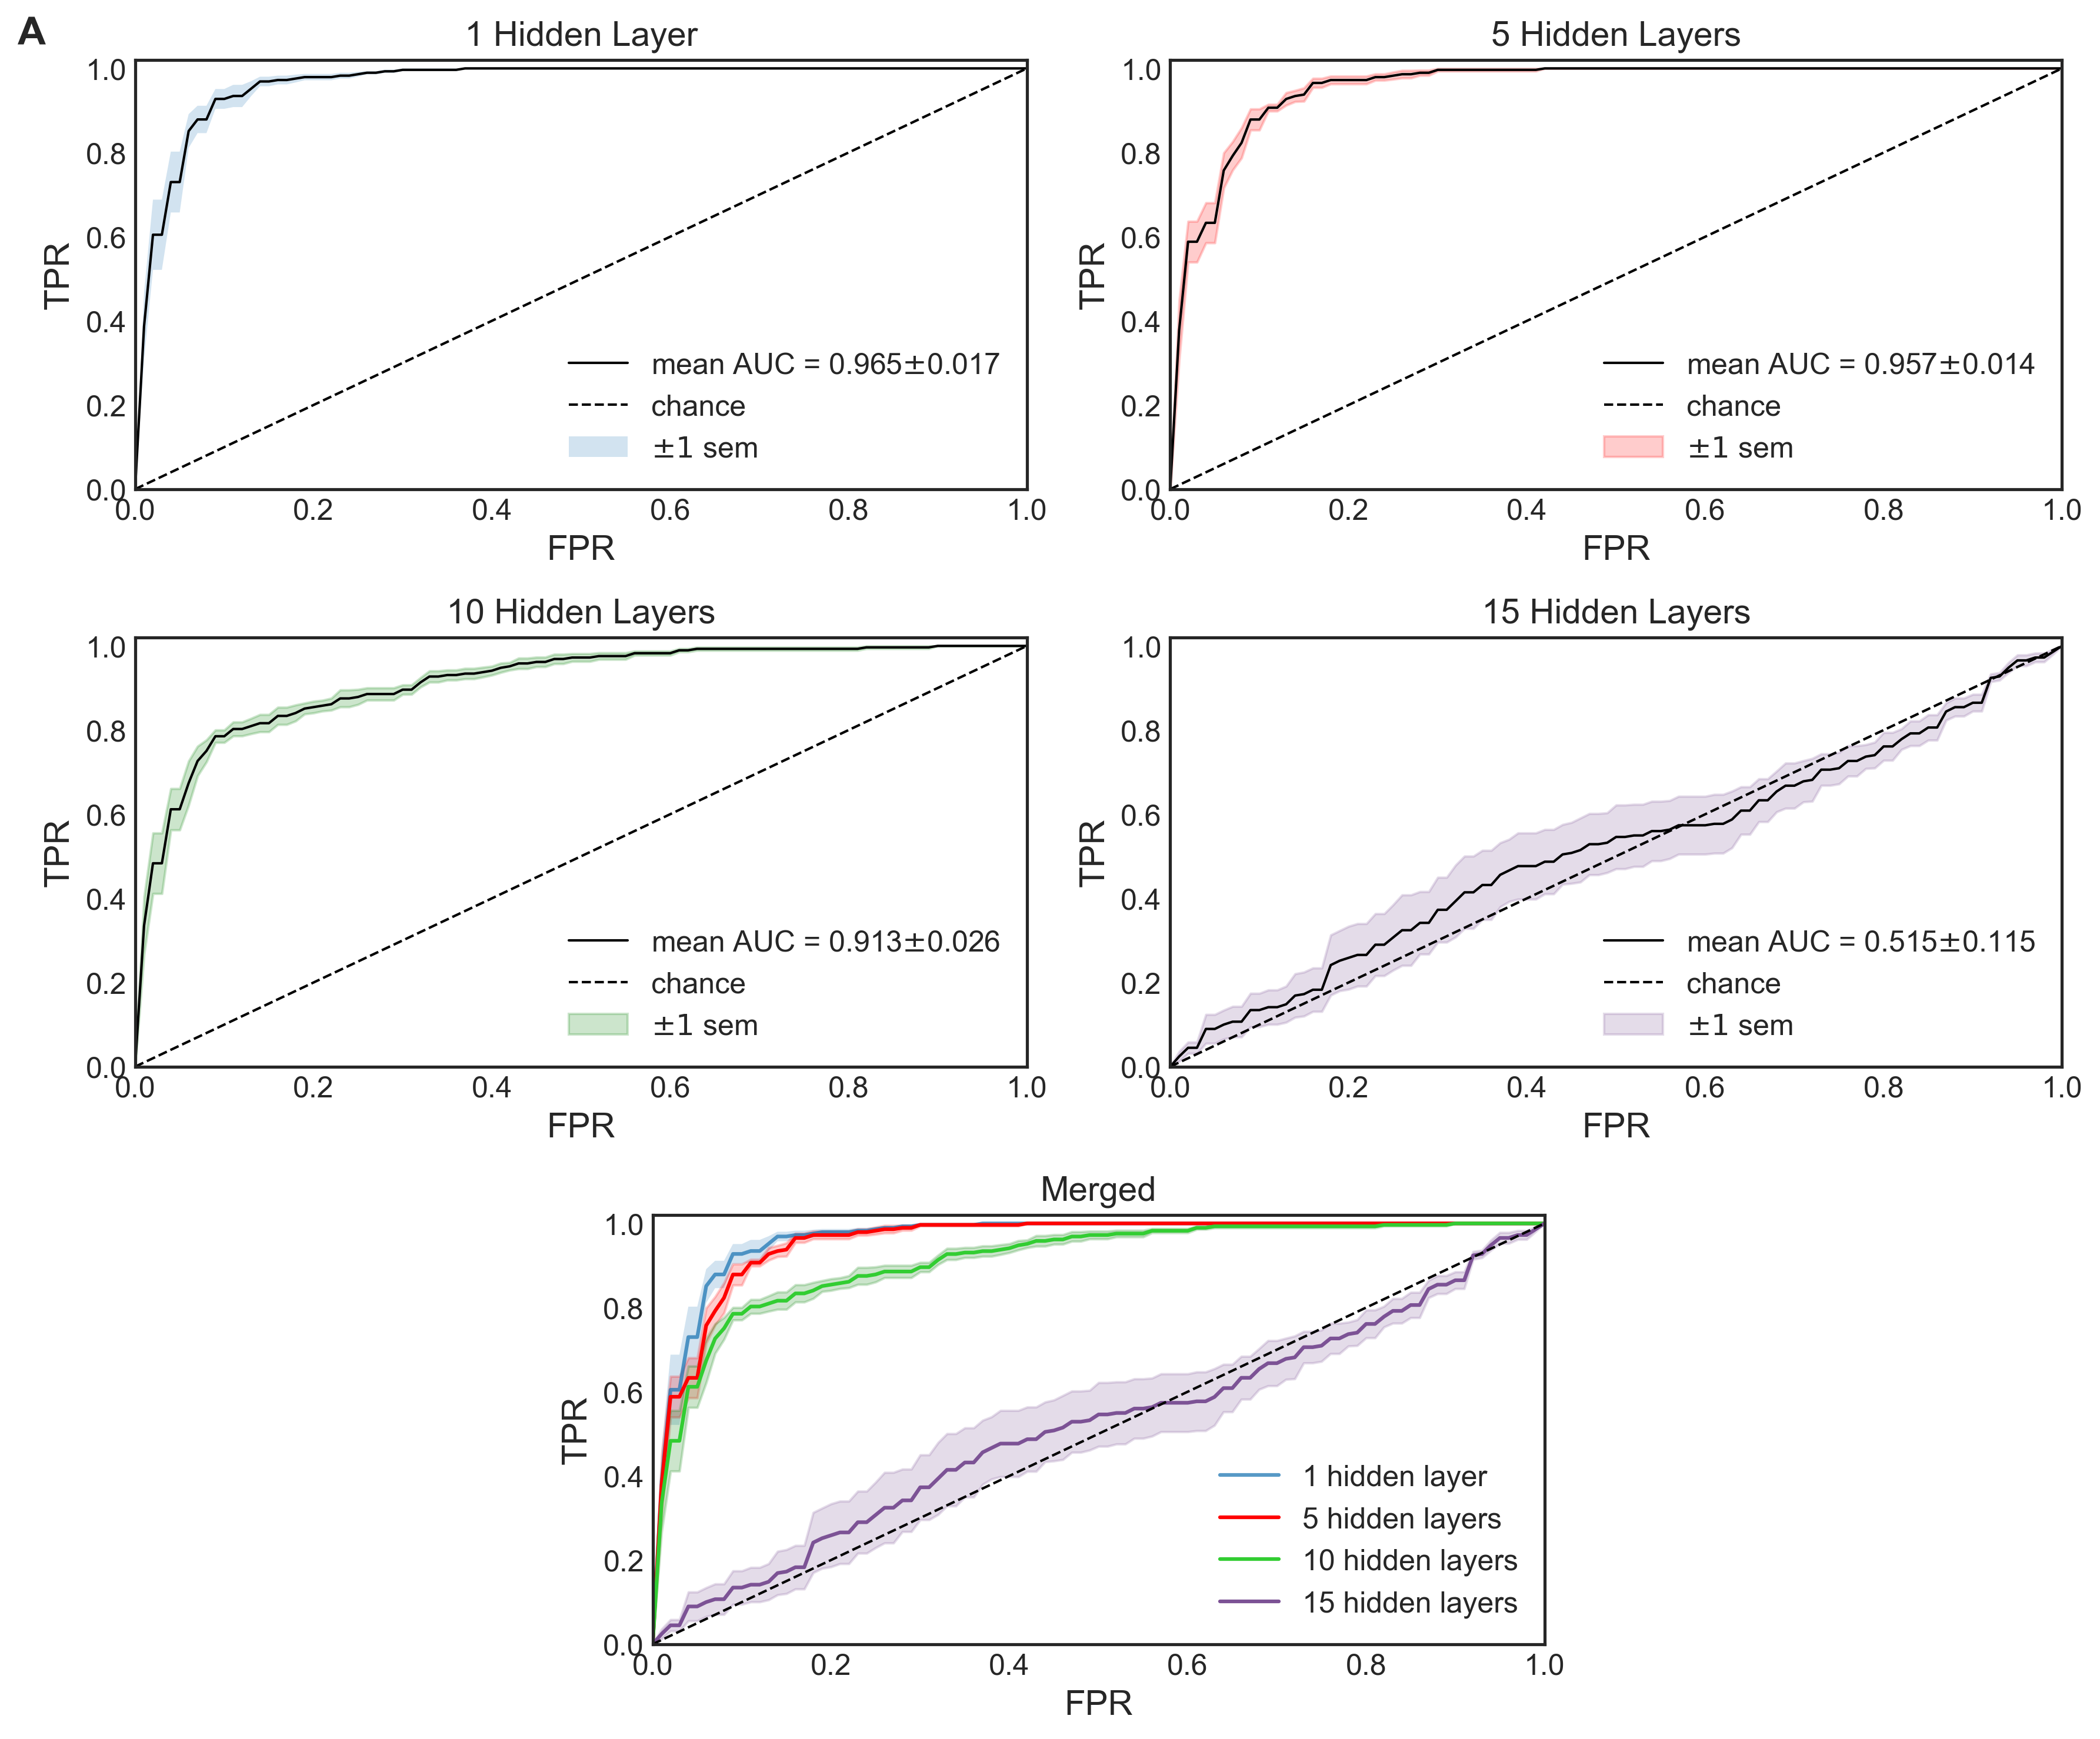 A
1 Hidden Layer
1.0
0.8
0.6
0.4
0.2
0.0
TPR
mean AUC = 0.965±0.017
chance
±1 sem
0.0 0.2 0.4 0.6 0.8 1.0
FPR
5 Hidden Layers
1.0
0.8
0.6
0.4
0.2
0.0
TPR
mean AUC = 0.957±0.014
chance
±1 sem
0.0 0.2 0.4 0.6 0.8 1.0
FPR
10 Hidden Layers
1.0
0.8
0.6
0.4
0.2
0.0
TPR
mean AUC = 0.913±0.026
chance
±1 sem
0.0 0.2 0.4 0.6 0.8 1.0
FPR
15 Hidden Layers
1.0
0.8
0.6
0.4
0.2
0.0
TPR
mean AUC = 0.515±0.115
chance
±1 sem
0.0 0.2 0.4 0.6 0.8 1.0
FPR
Merged
1.0
0.8
0.6
0.4
0.2
0.0
TPR
1 hidden layer
5 hidden layers
10 hidden layers
15 hidden layers
0.0 0.2 0.4 0.6 0.8 1.0
FPR